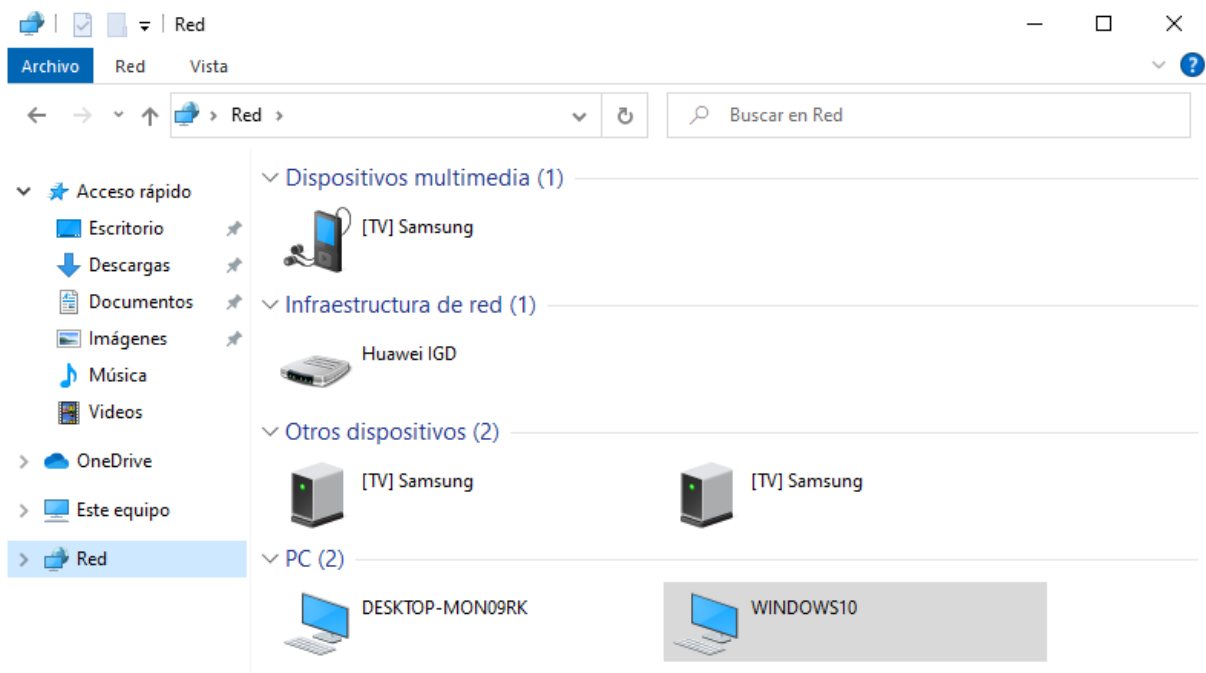 Red
Archivo Red Vista
Red
Buscar en Red
Acceso rápido
Escritorio
Descargas
Documentos
Imágenes
Música
Videos
OneDrive
Este equipo
Red
Dispositivos multimedia (1)
[TV] Samsung
Infraestructura de red (1)
Huawei IGD
Otros dispositivos (2)
[TV] Samsung [TV] Samsung
PC (2)
DESKTOP-MON09RK WINDOWS10